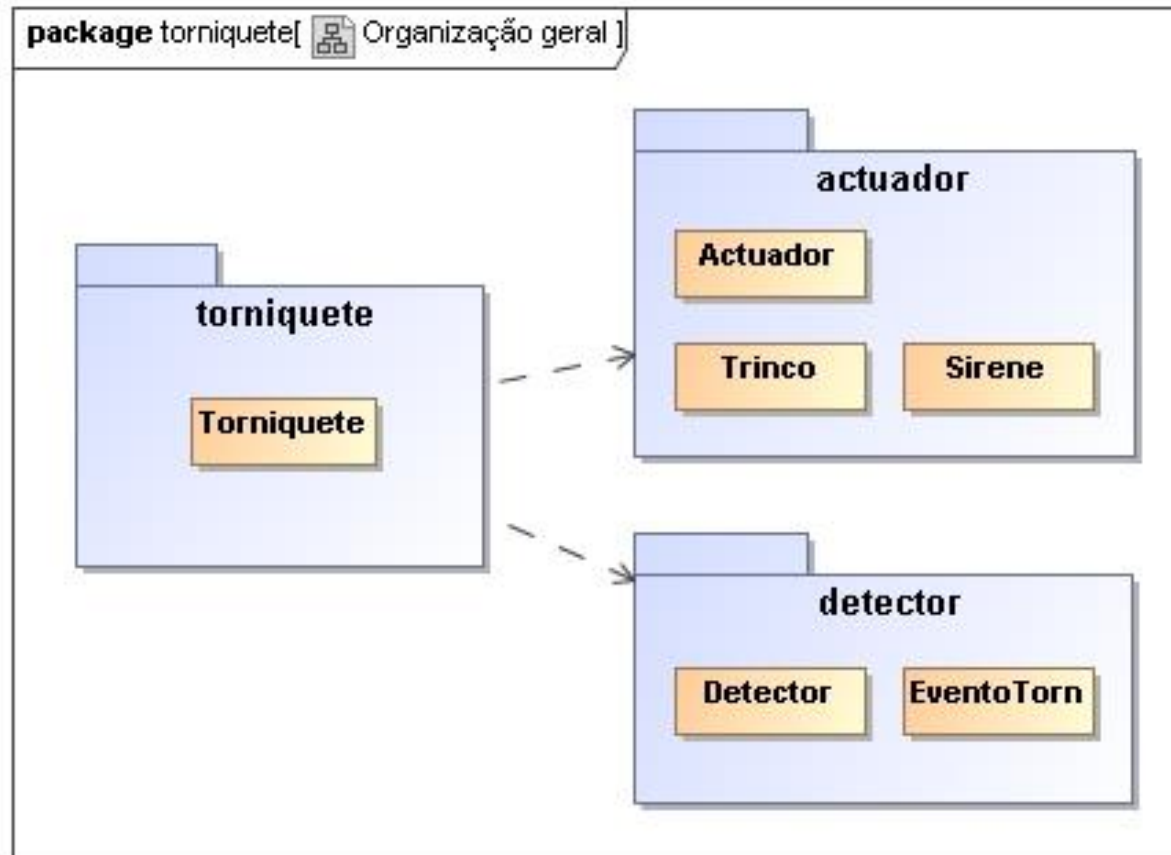 package torniquete[ Organização geral ]
torniquete
Torniquete
actuador
Actuador
Trinco
Sirene
detector
Detector
EventoTorn